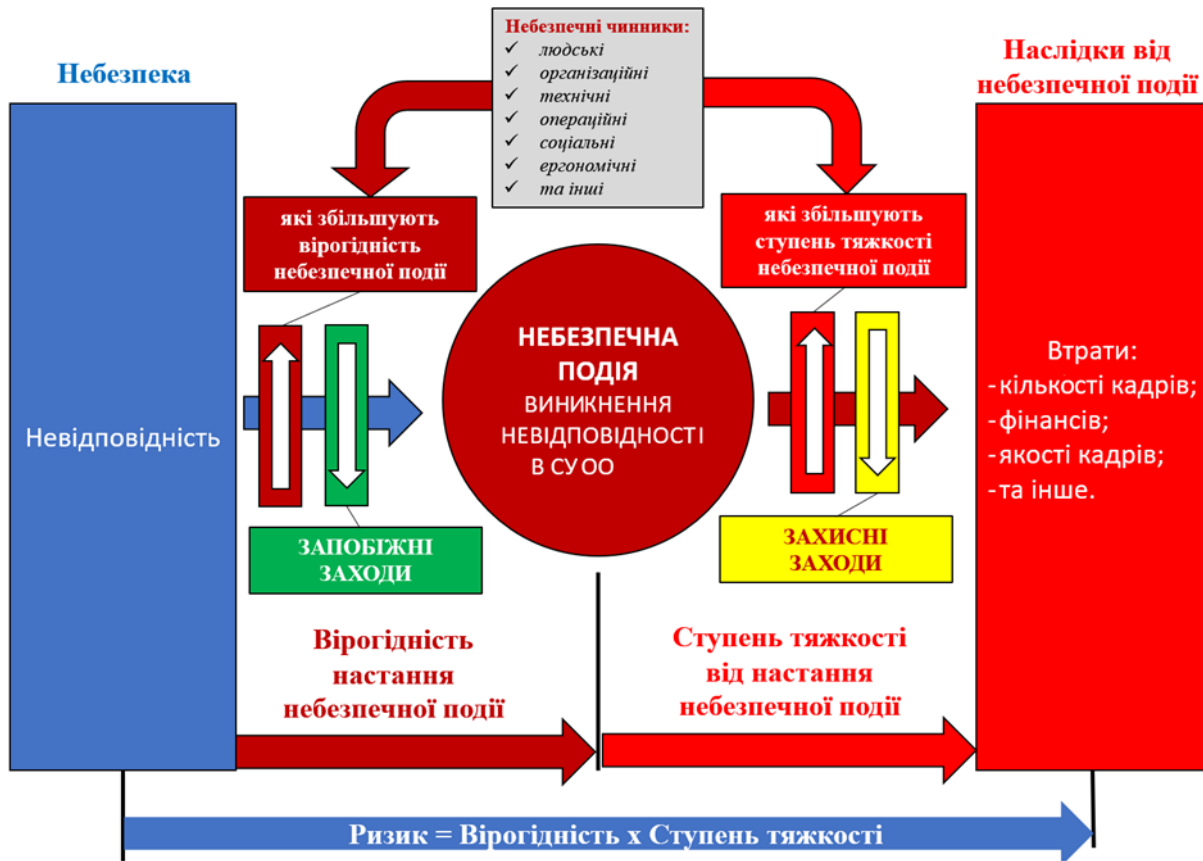 Небезпечні чинники:
✓ людські
✓ організаційні
✓ технічні
✓ операційні
✓ соціальні
✓ ергономічні
✓ та інші
Небезпека
Наслідки від
небезпечної події
які збільшують
вірогідність
небезпечної події
які збільшують
ступень тяжкості
небезпечної події
Невідповідність
НЕБЕЗПЕЧНА
ПОДІЯ
ВИНИКНЕННЯ
НЕВІДПОВІДНОСТІ
В СУОО
Втрати:
-кількості кадрів;
-фінансів;
-якості кадрів;
-та інше.
ЗАПОБІЖНІ
ЗАХОДИ
ЗАХИСНІ
ЗАХОДИ
Вірогідність
настання
небезпечної події
Ступень тяжкості
від настання
небезпечної події
Ризик = Вірогідність х Ступень тяжкості